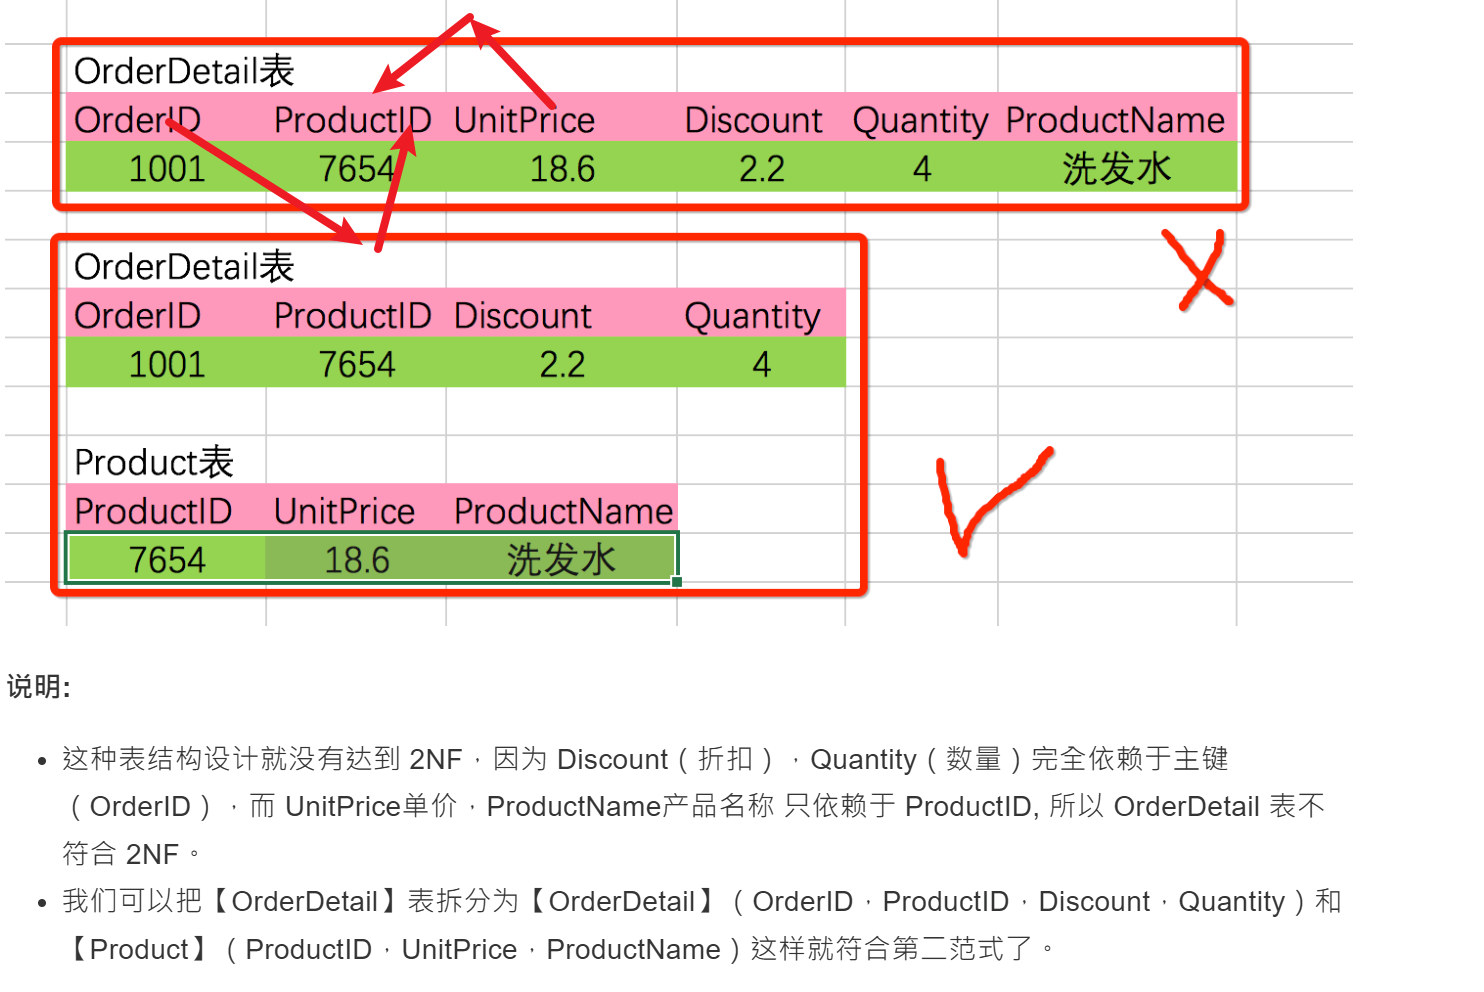 OrderDetail表
OrderID ProductID UnitPrice Discount Quantity ProductName
1001 7654 18.6 2.2 4 洗发水
OrderDetail表
OrderID ProductID Discount Quantity
1001 7654 2.2 4
Product表
ProductID UnitPrice ProductName
7654 18.6 洗发水
说明:
• 这种表结构设计就没有达到 2NF，因为 Discount（折扣），Quantity（数量）完全依赖于主键
（OrderID），而 UnitPrice单价，ProductName产品名称 只依赖于 ProductID, 所以 OrderDetail 表不
符合 2NF。
• 我们可以把【OrderDetail】表拆分为【OrderDetail】（OrderID，ProductID，Discount，Quantity）和
【Product】（ProductID，UnitPrice，ProductName）这样就符合第二范式了。